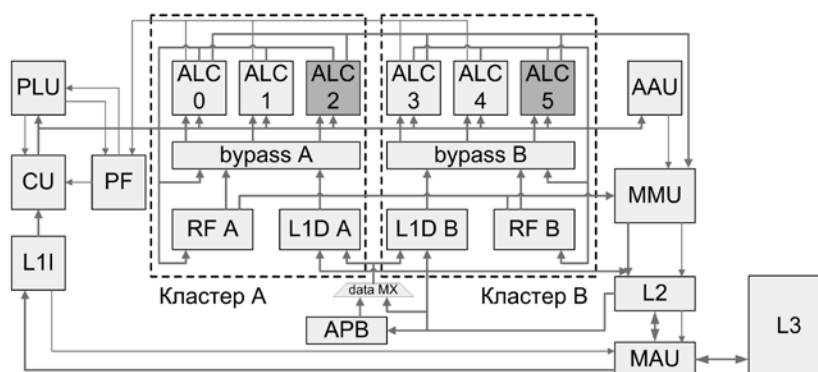 PLU
CU
PF
L1I
ALC
0
ALC
1
ALC
2
bypass A
RF A
L1D A
Кластер А
ALC
3
ALC
4
ALC
5
bypass B
L1D B
RF B
Кластер В
data MX
APB
AAU
MMU
L2
MAU
L3